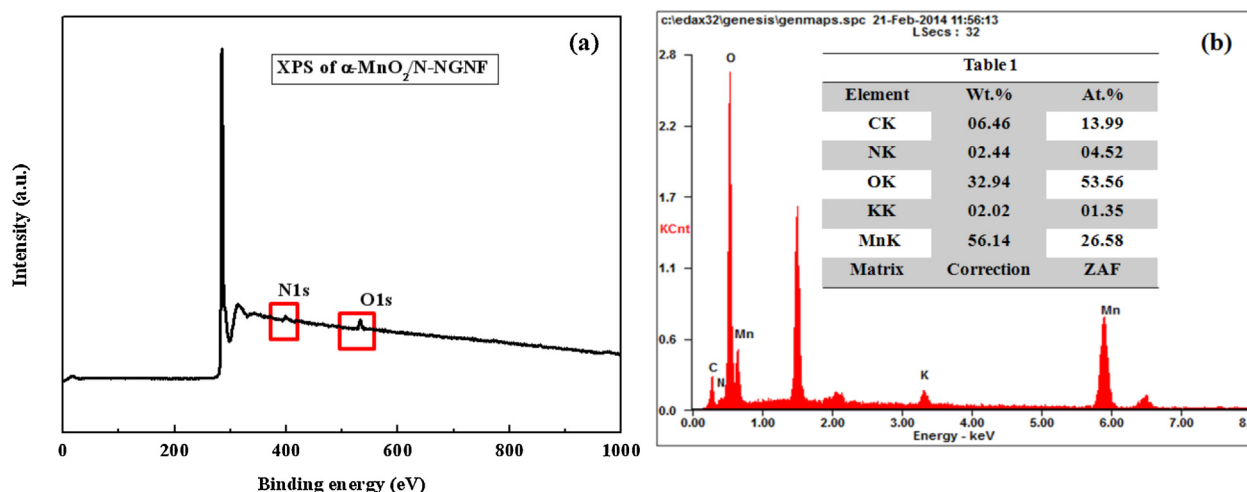 (a)
XPS of α-MnO2/N-NGNF
N1s
O1s
Intensity (a.u.)
0 200 400 600 800 1000
Binding energy (eV)
c:\edax32\genesis\genmaps.spc 21-Feb-2014 11:56:13
LSecs : 32
(b)
2.8
2.2
1.7
KCnt
1.1
0.6
0.0
O
Mn
C
N
K
Mn
Table 1
Element Wt.% At.%
CK 06.46 13.99
NK 02.44 04.52
OK 32.94 53.56
KK 02.02 01.35
MnK 56.14 26.58
Matrix Correction ZAF
0.00 1.00 2.00 3.00 4.00 5.00 6.00 7.00
Energy - keV